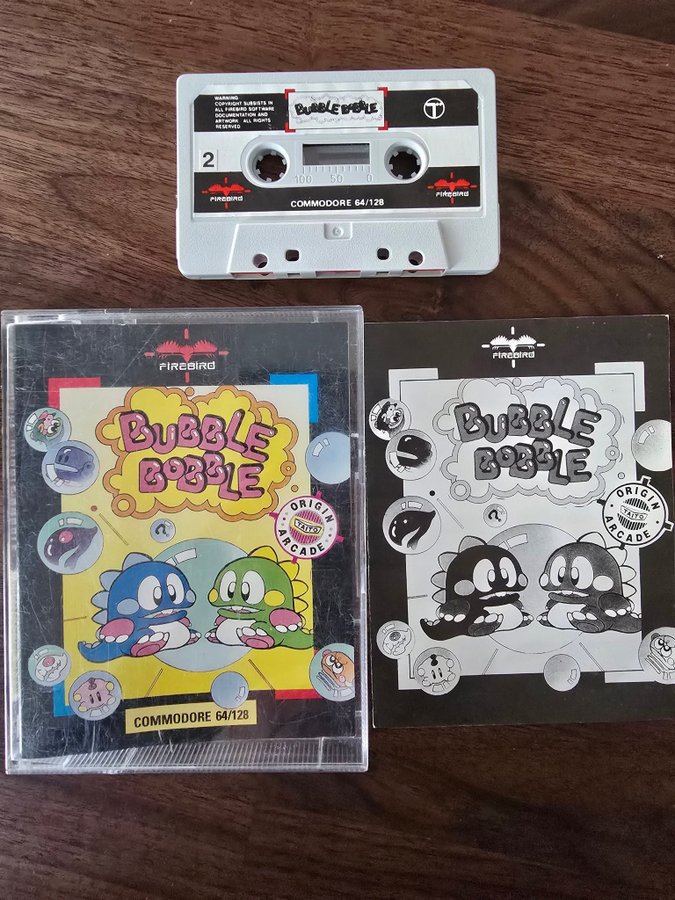 WARNING
COPYRIGHT SUBSISTS IN
ALL FIREBIRD SOFTWARE
DOCUMENTATION AND
ARTWORK. ALL RIGHTS
RESERVED
BUBBLE BOBBLE
T
2
100 50 0
FIREBIRD
FIREBIRD
COMMODORE 64/128
FIREBIRD
BUBBLE
BOBBLE
ORIGIN
TAITO
ARCADE
?
COMMODORE 64/128
FIREBIRD
BUBBLE
BOBBLE
ORIGIN
TAITO
ARCADE
?